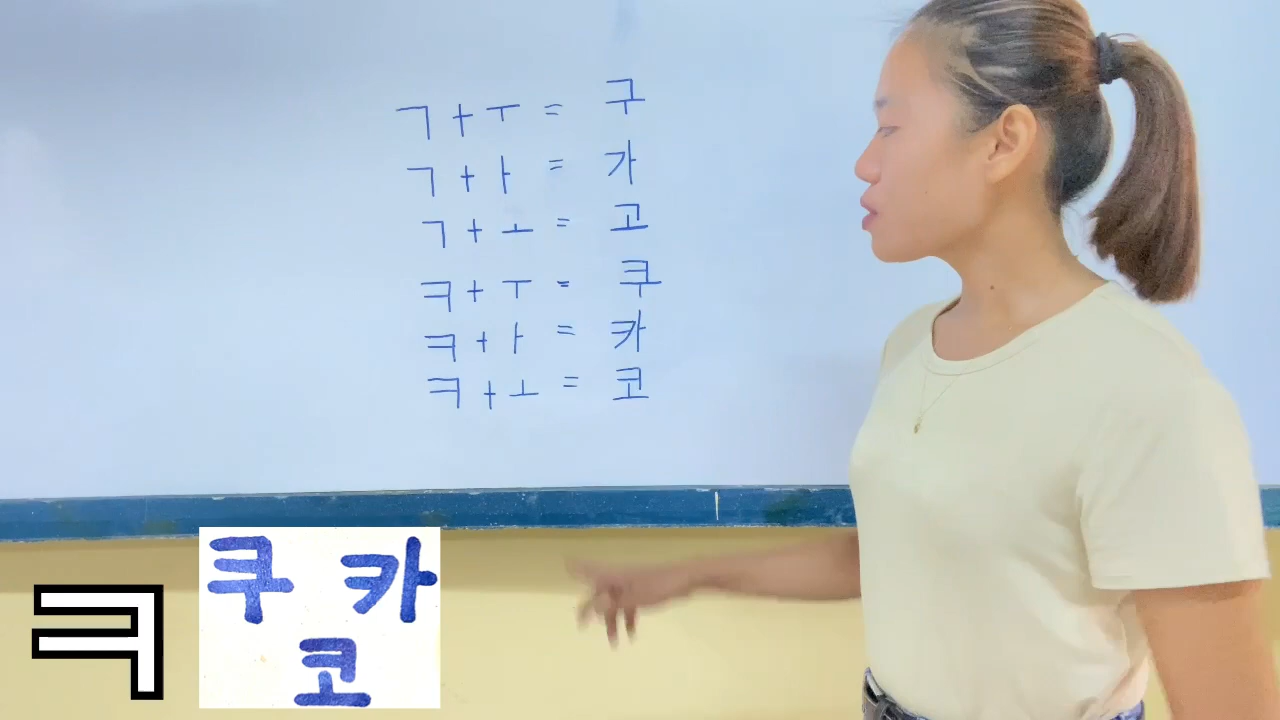 ㄱ + ㅜ = 구
ㄱ + ㅏ = 가
ㄱ + ㅗ = 고
ㅋ + ㅜ = 쿠
ㅋ + ㅏ = 카
ㅋ + ㅗ = 코
ㅋ
쿠 카
코